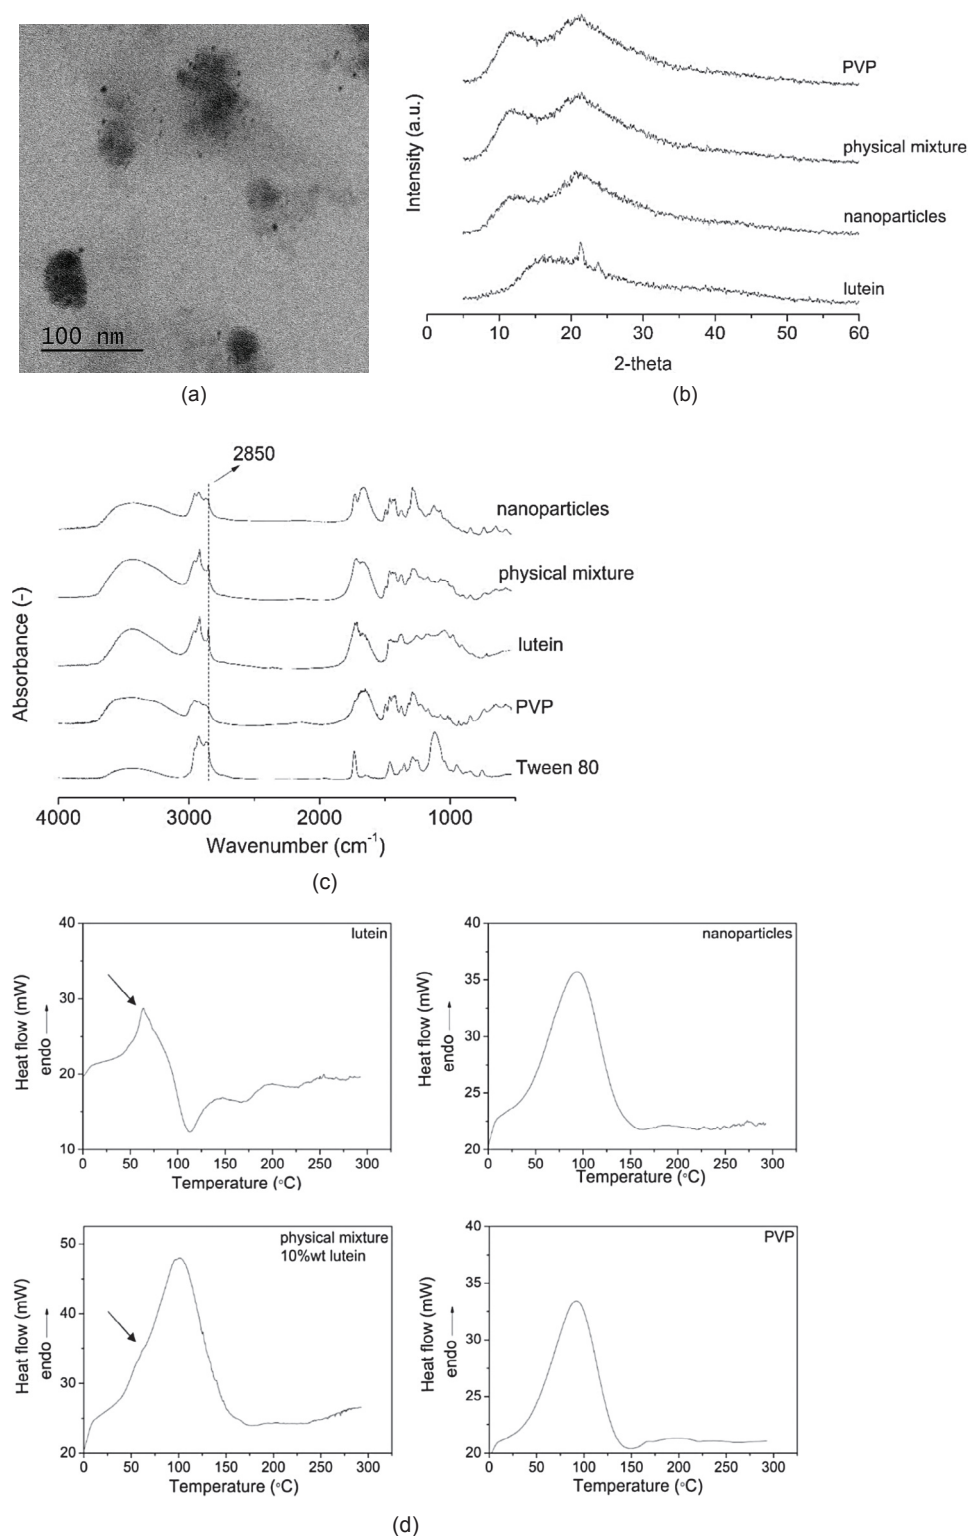 100 nm
(a)
Intensity (a.u.)
PVP
physical mixture
nanoparticles
lutein
0 10 20 30 40 50 60
2-theta
(b)
2850
nanoparticles
physical mixture
lutein
PVP
Tween 80
Absorbance (-)
4000 3000 2000 1000
Wavenumber (cm-1)
(c)
lutein
Heat flow (mW)
endo
40
30
20
10
0 50 100 150 200 250 300
Temperature (°C)
nanoparticles
Heat flow (mW)
endo
40
35
30
25
20
0 50 100 150 200 250 300
Temperature (°C)
physical mixture
10%wt lutein
Heat flow (mW)
endo
50
40
30
20
0 50 100 150 200 250 300
Temperature (°C)
PVP
Heat flow (mW)
endo
40
35
30
25
20
0 50 100 150 200 250 300
Temperature (°C)
(d)